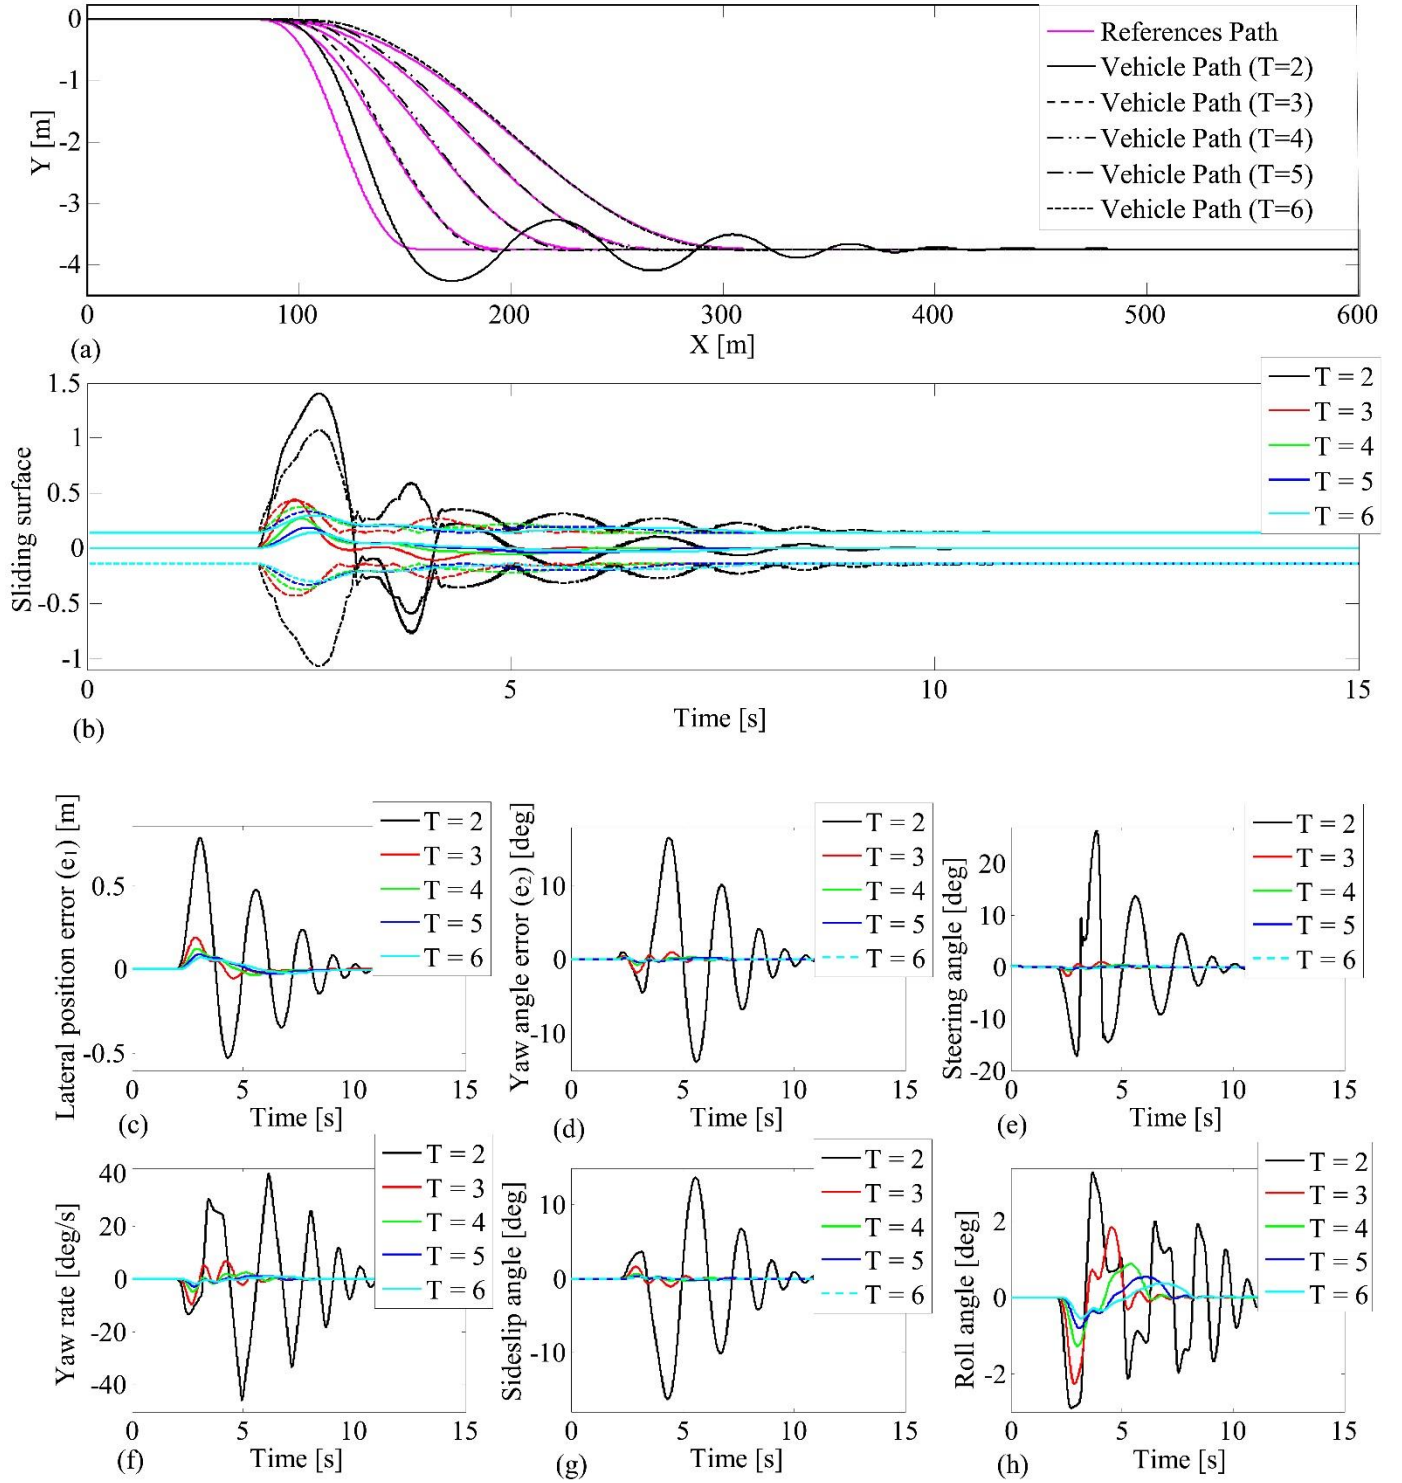 0
-1
-2
-3
-4
Y [m]
References Path
Vehicle Path (T=2)
Vehicle Path (T=3)
Vehicle Path (T=4)
Vehicle Path (T=5)
Vehicle Path (T=6)
0 100 200 300 400 500 600
X [m]
(a)
1.5
1
0.5
0
-0.5
-1
Sliding surface
T = 2
T = 3
T = 4
T = 5
T = 6
0 5 10 15
Time [s]
(b)
Lateral position error (e1) [m]
0.5
0
-0.5
T = 2
T = 3
T = 4
T = 5
T = 6
0 5 10 15
Time [s]
(c)
Yaw angle error (e2) [deg]
10
0
-10
T = 2
T = 3
T = 4
T = 5
T = 6
0 5 10 15
Time [s]
(d)
Steering angle [deg]
20
10
0
-10
-20
T = 2
T = 3
T = 4
T = 5
T = 6
0 5 10 15
Time [s]
(e)
Yaw rate [deg/s]
40
20
0
-20
-40
T = 2
T = 3
T = 4
T = 5
T = 6
0 5 10 15
Time [s]
(f)
Sideslip angle [deg]
10
0
-10
T = 2
T = 3
T = 4
T = 5
T = 6
0 5 10 15
Time [s]
(g)
Roll angle [deg]
2
0
-2
T = 2
T = 3
T = 4
T = 5
T = 6
0 5 10 15
Time [s]
(h)